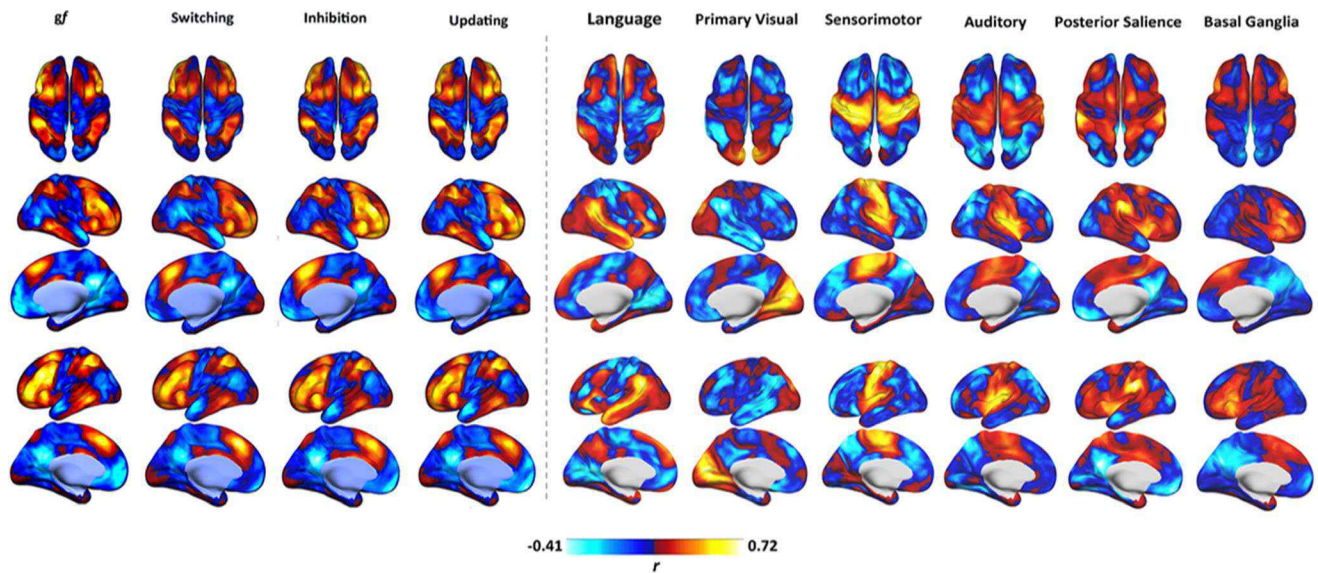 gf Switching Inhibition Updating Language Primary Visual Sensorimotor Auditory Posterior Salience Basal Ganglia
-0.41 0.72
r